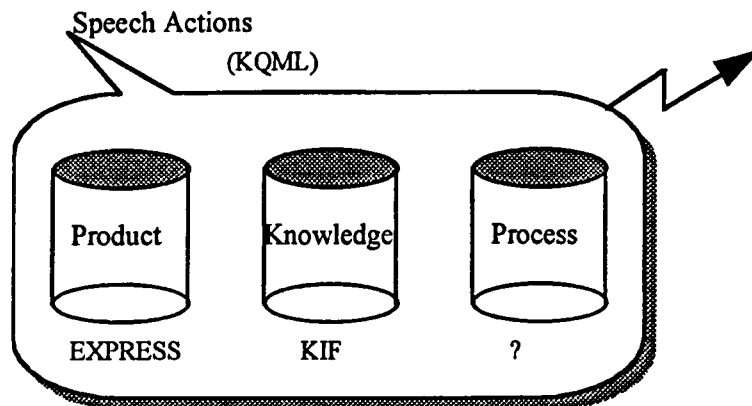 Speech Actions
(KQML)
Product Knowledge Process
EXPRESS KIF ?